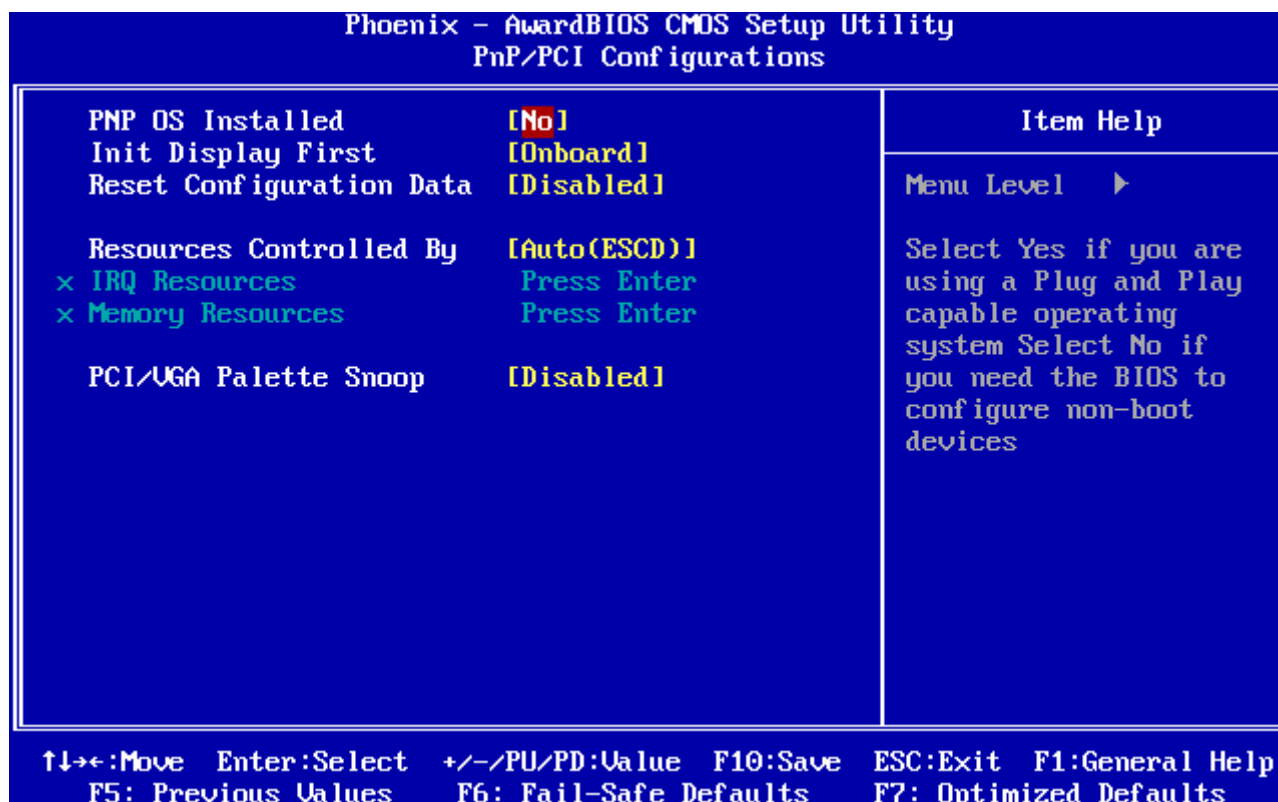 Phoenix - AwardBIOS CMOS Setup Utility
PnP/PCI Configurations
PNP OS Installed [No]
Init Display First [Onboard]
Reset Configuration Data [Disabled]
Resources Controlled By [Auto(ESCD)]
x IRQ Resources Press Enter
x Memory Resources Press Enter
PCI/VGA Palette Snoop [Disabled]
Item Help
Menu Level ▶
Select Yes if you are
using a Plug and Play
capable operating
system Select No if
you need the BIOS to
configure non-boot
devices
↑↓→←:Move Enter:Select +/-/PU/PD:Value F10:Save ESC:Exit F1:General Help
F5: Previous Values F6: Fail-Safe Defaults F7: Optimized Defaults